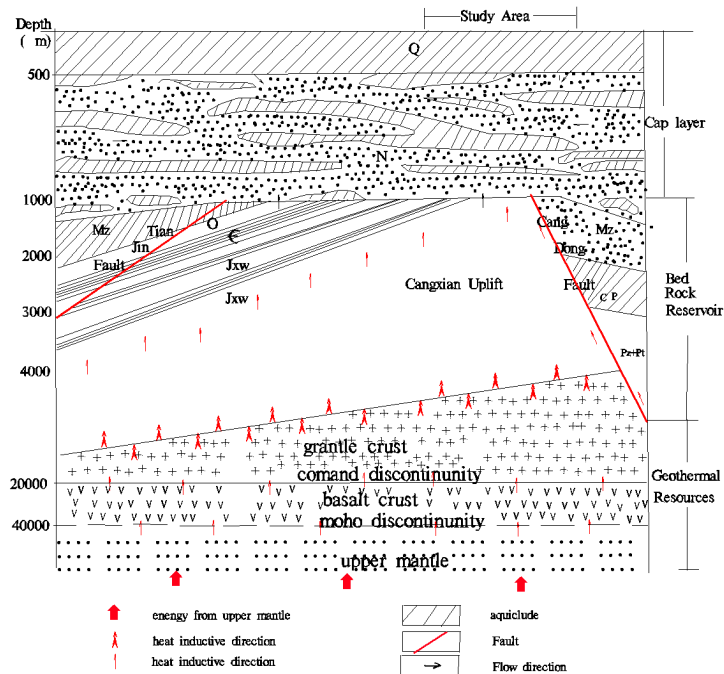 Depth
( m)
Study Area
Q
500
Cap layer
N
1000
Mz
Tian
O
Cang
Mz
Jin
€
Dong
2000
Fault
Jxw
Cangxian Uplift
Fault
Bed
Rock
Reservoir
Jxw
C P
3000
Pz+Pt
4000
grantle crust
comand discontinunity
20000
Geothermal
Resources
basalt crust
moho discontinunity
40000
upper mantle
energy from upper mantle
aquiclude
heat inductive direction
Fault
heat inductive direction
Flow direction